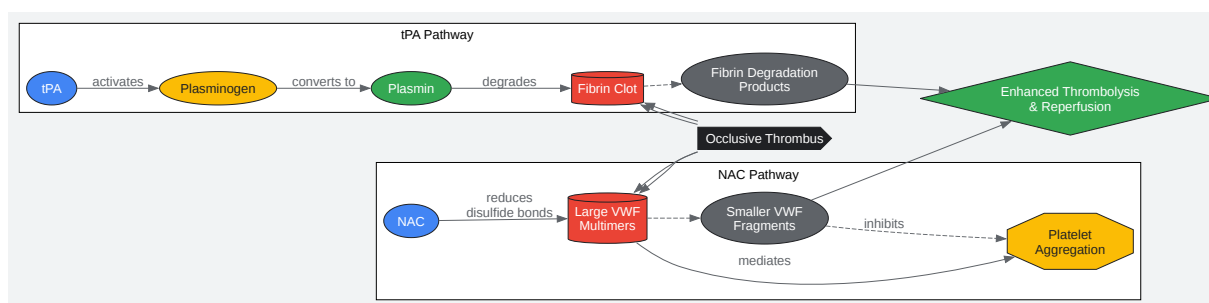 tPA Pathway
tPA
activates
Plasminogen
converts to
Plasmin
degrades
Fibrin Clot
Fibrin Degradation
Products
Enhanced Thrombolysis
& Reperfusion
Occlusive Thrombus
NAC Pathway
NAC
reduces
disulfide bonds
Large VWF
Multimers
Smaller VWF
Fragments
inhibits
mediates
Platelet
Aggregation